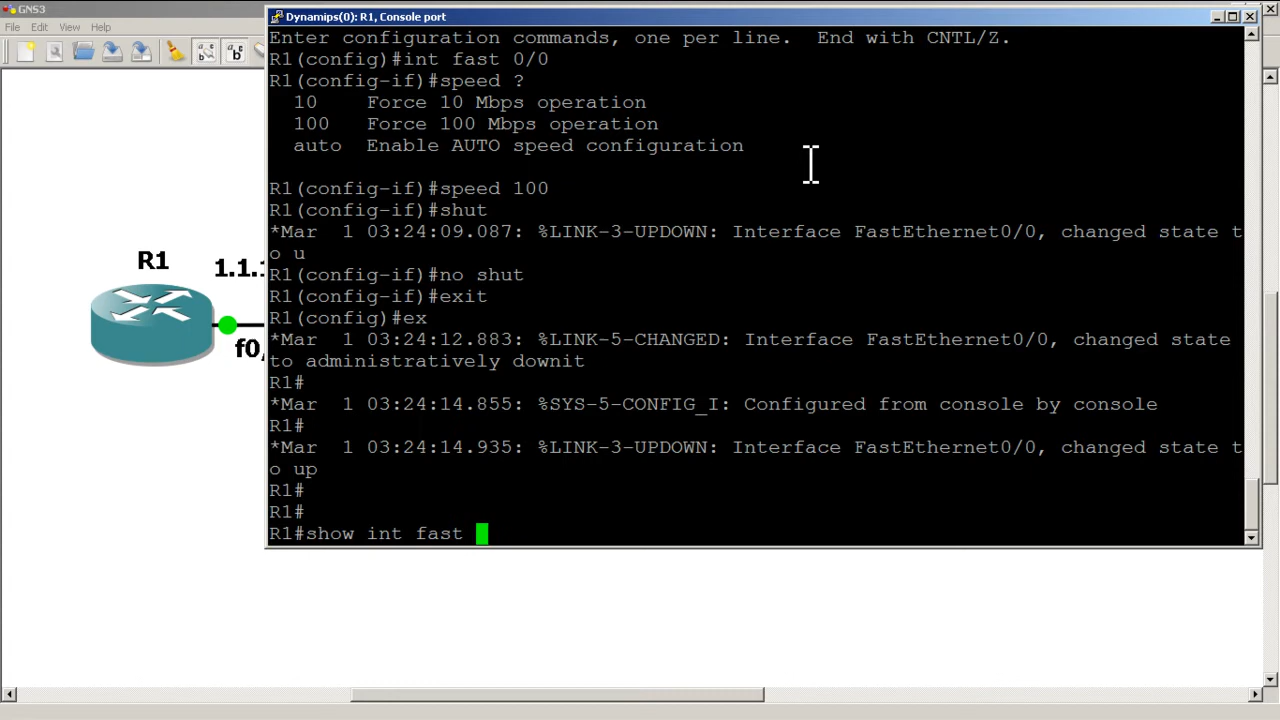 GNS3
File Edit View Help
Dynamips(0): R1, Console port
Enter configuration commands, one per line.  End with CNTL/Z.
R1(config)#int fast 0/0
R1(config-if)#speed ?
  10    Force 10 Mbps operation
  100   Force 100 Mbps operation
  auto  Enable AUTO speed configuration
R1(config-if)#speed 100
R1(config-if)#shut
*Mar  1 03:24:09.087: %LINK-3-UPDOWN: Interface FastEthernet0/0, changed state t
o u
R1(config-if)#no shut
R1(config-if)#exit
R1(config)#ex
*Mar  1 03:24:12.883: %LINK-5-CHANGED: Interface FastEthernet0/0, changed state
to administratively downit
R1#
*Mar  1 03:24:14.855: %SYS-5-CONFIG_I: Configured from console by console
R1#
*Mar  1 03:24:14.935: %LINK-3-UPDOWN: Interface FastEthernet0/0, changed state t
o up
R1#
R1#
R1#show int fast
R1
1.1.1
f0/